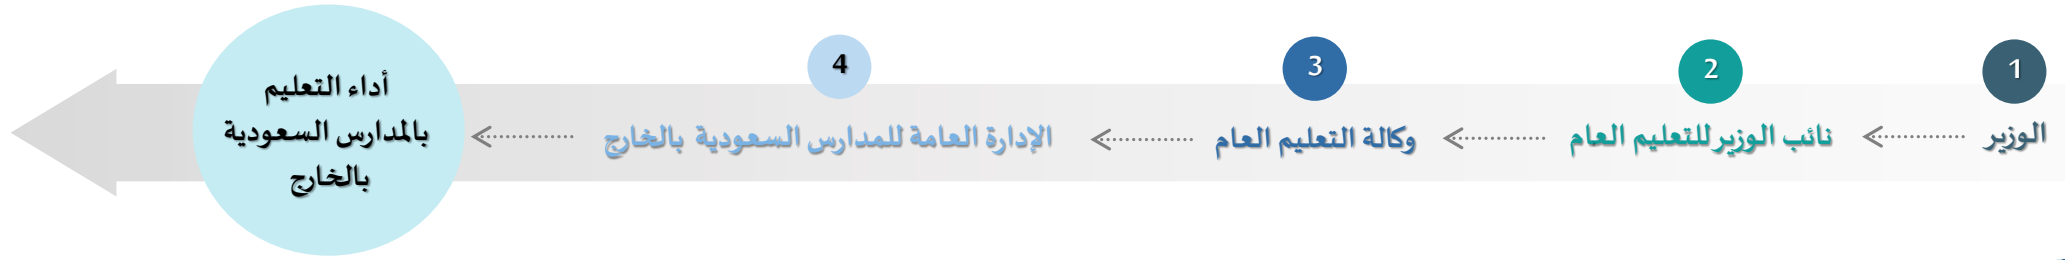 1
الوزير
2
نائب الوزير للتعليم العام
3
وكالة التعليم العام
4
الإدارة العامة للمدارس السعودية بالخارج
أداء التعليم
بالمدارس السعودية
بالخارج